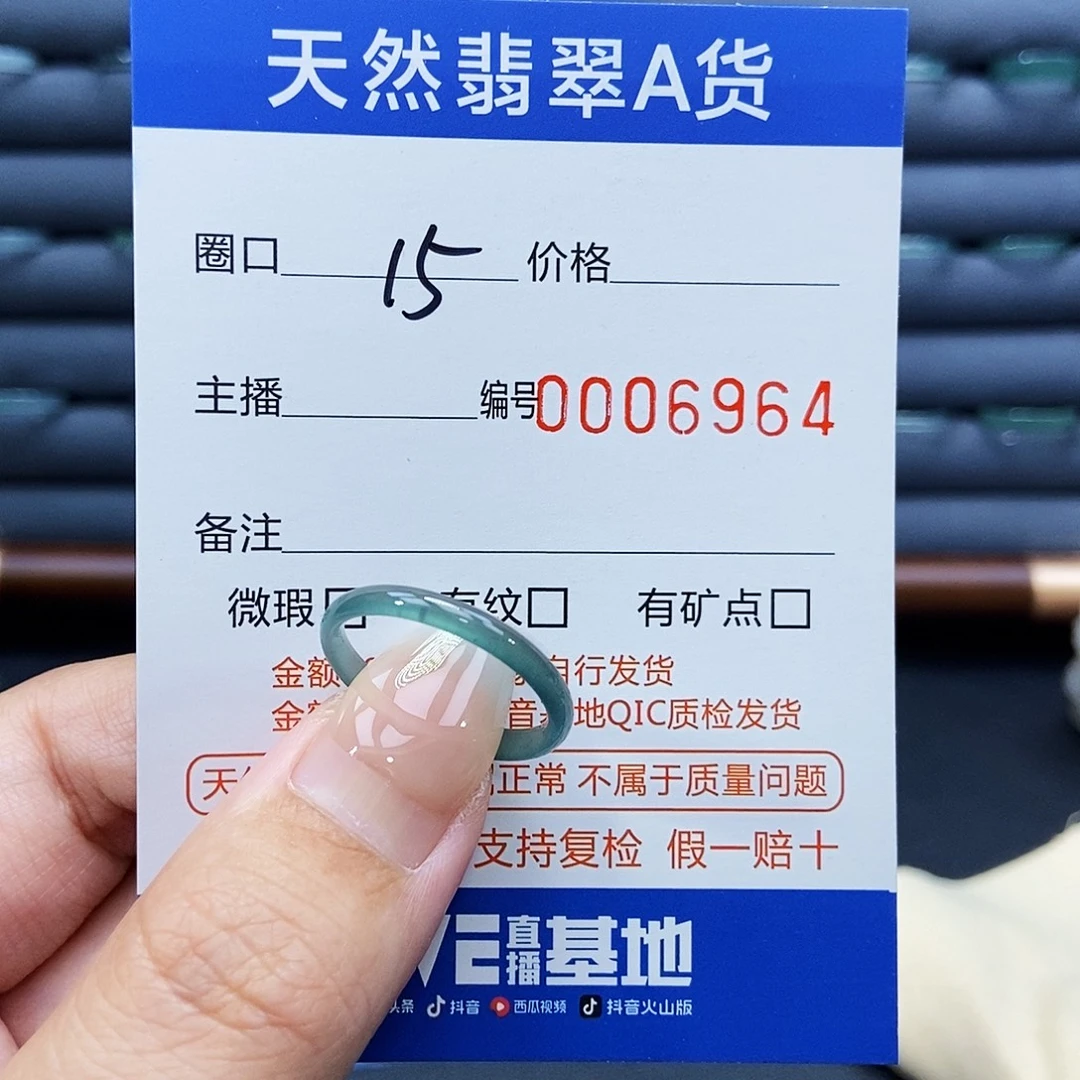 天然翡翠A货
圈口 15 价格
主播 编号0006964
备注
微瑕 有纹 有矿点
金额 自行发货
金 音 地QIC质检发货
天 正常 不属于质量问题
支持复检 假一赔十
直播基地
头条 抖音 西瓜视频 抖音火山版